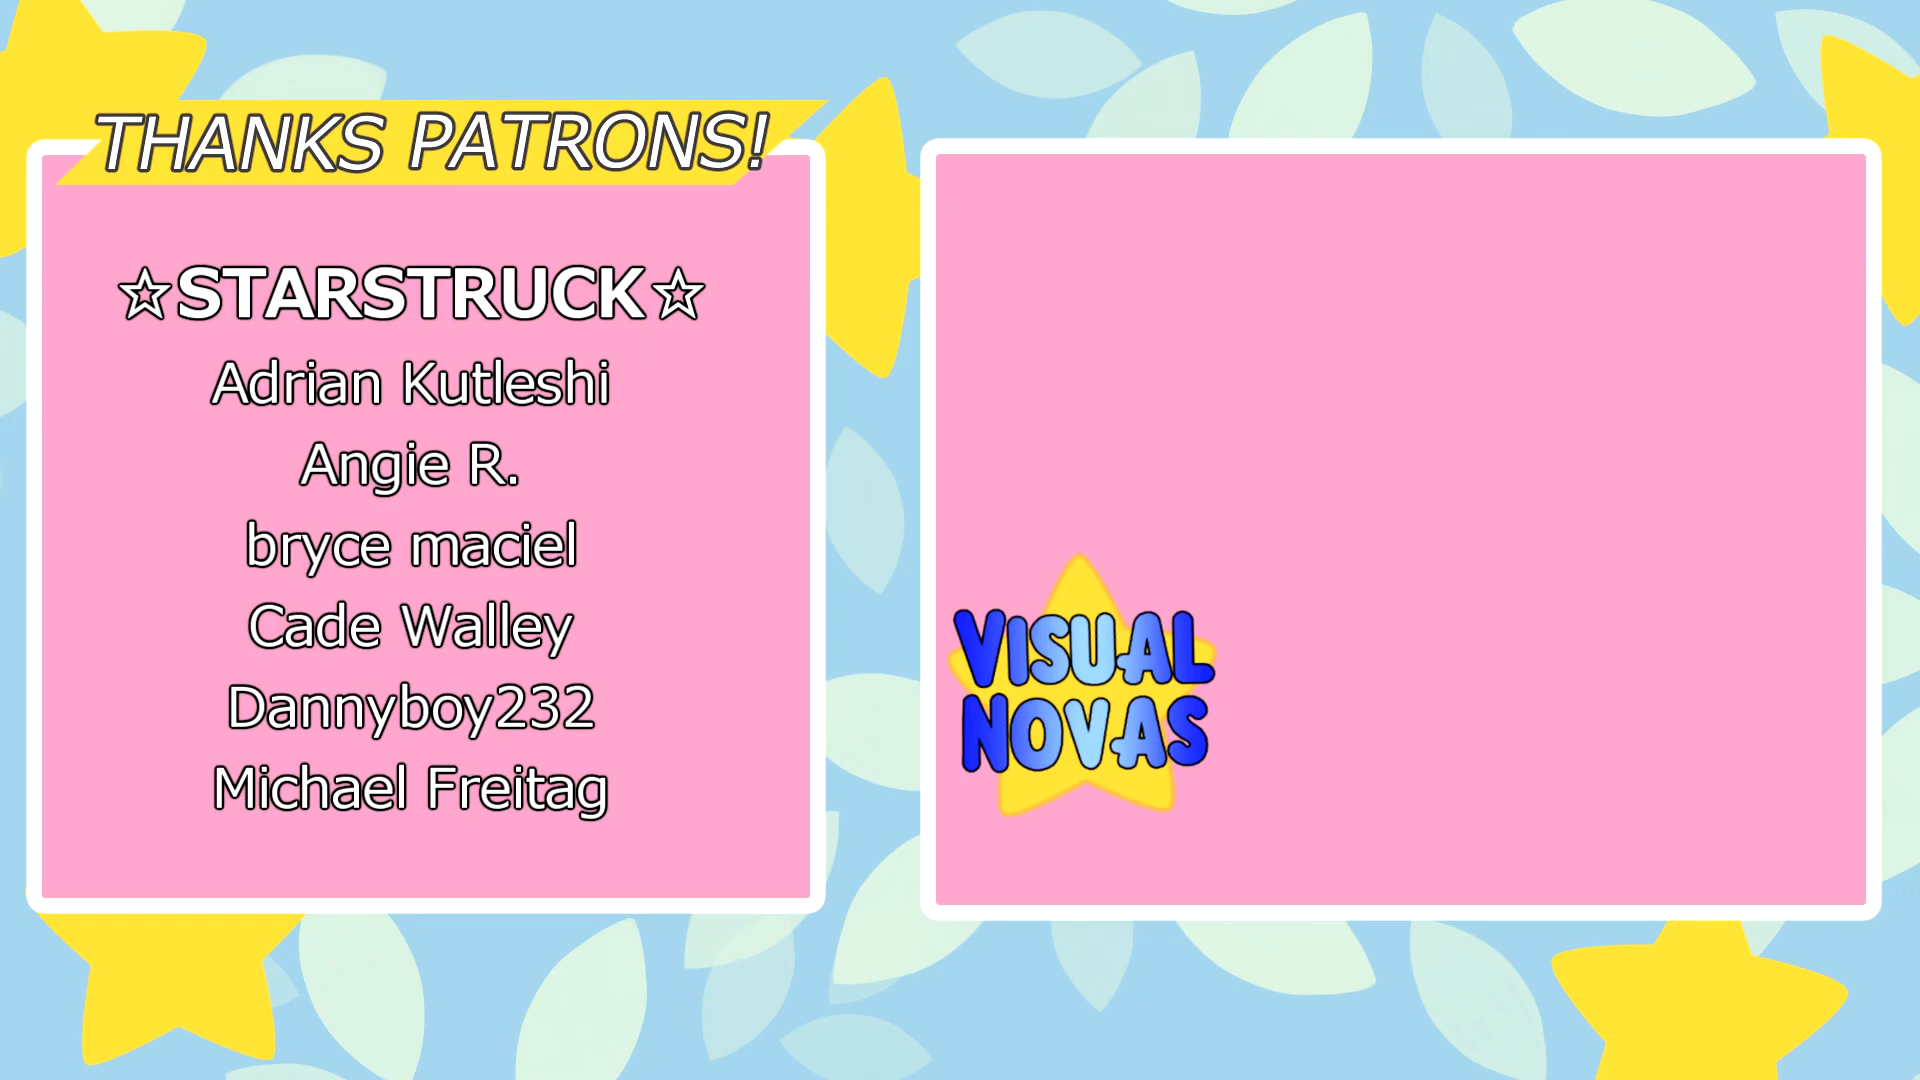 THANKS PATRONS!
☆STARSTRUCK☆
Adrian Kutleshi
Angie R.
bryce maciel
Cade Walley
Dannyboy232
Michael Freitag
VISUAL
NOVAS